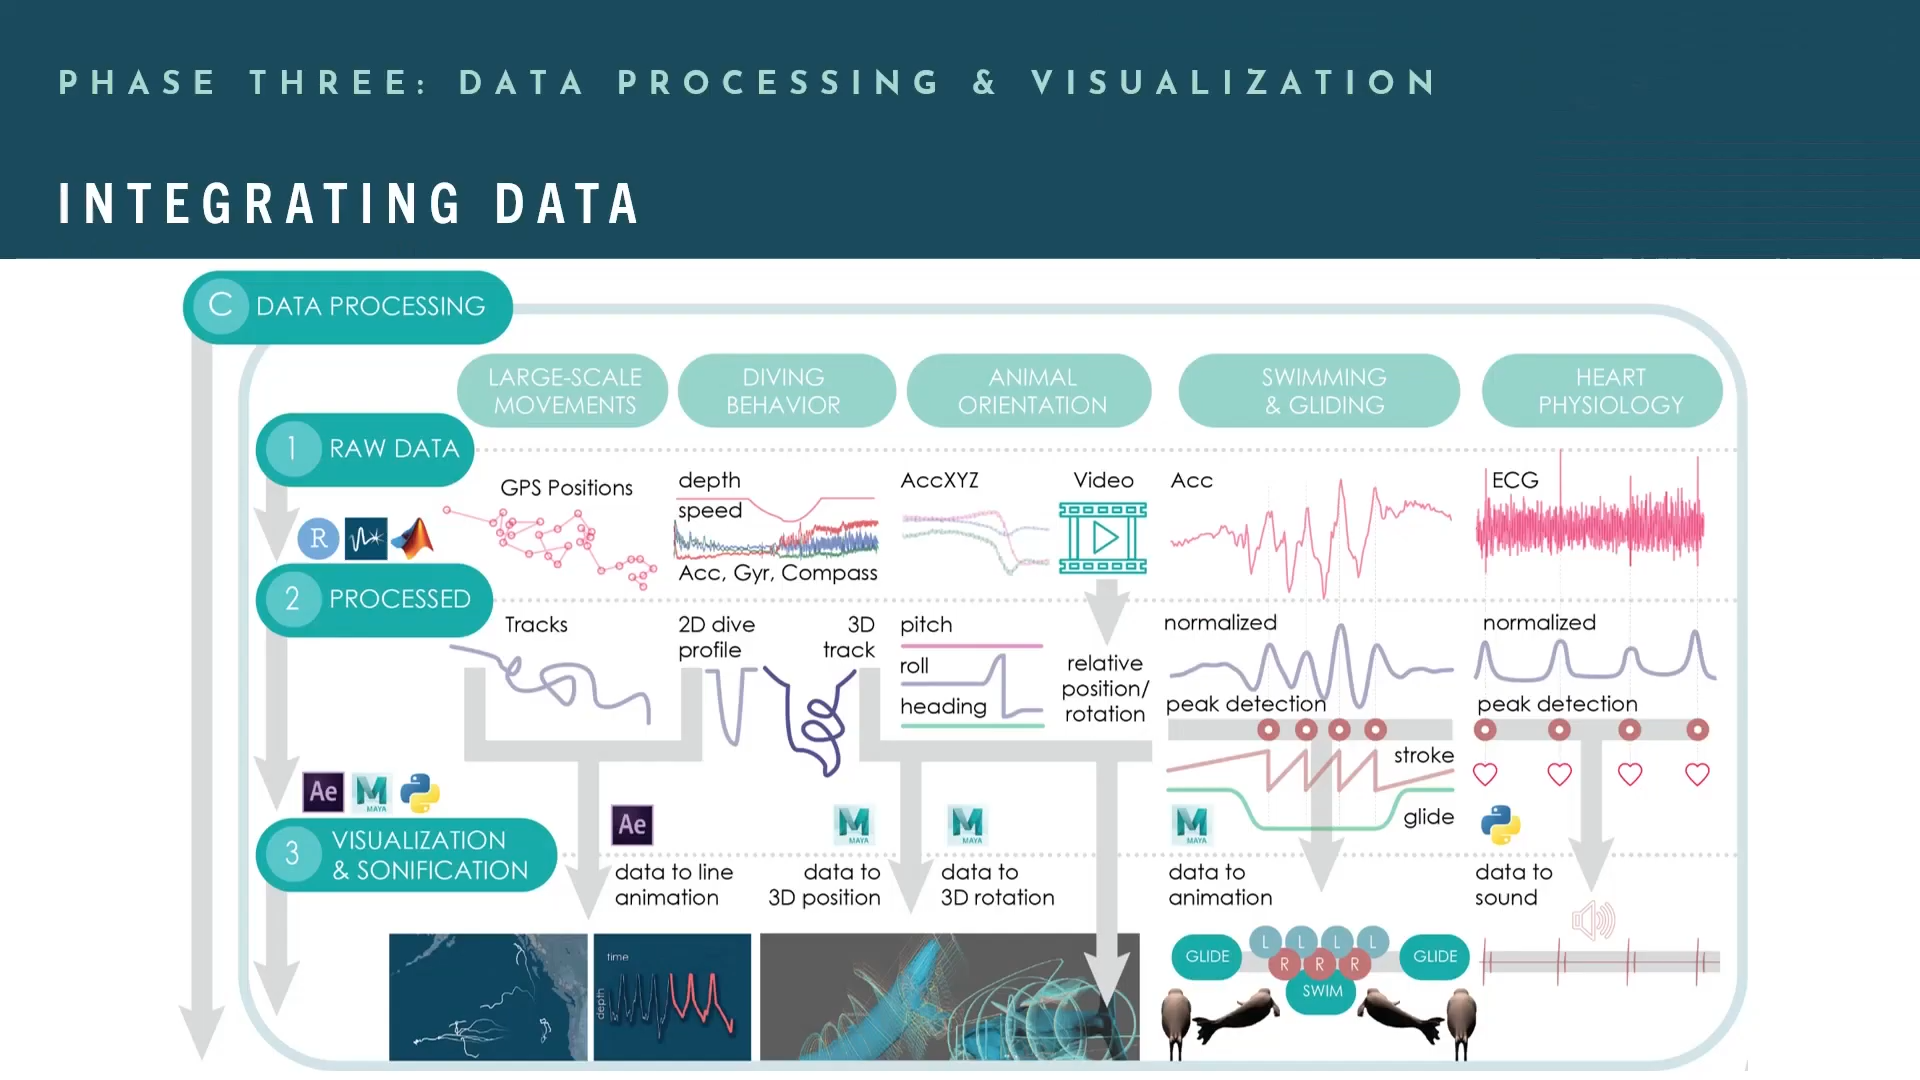 PHASE THREE: DATA PROCESSING & VISUALIZATION
INTEGRATING DATA
C DATA PROCESSING
LARGE-SCALE
MOVEMENTS
DIVING
BEHAVIOR
ANIMAL
ORIENTATION
SWIMMING
& GLIDING
HEART
PHYSIOLOGY
1 RAW DATA
GPS Positions
depth
speed
Acc, Gyr, Compass
AccXYZ
Video
Acc
ECG
R
2 PROCESSED
Tracks
2D dive
profile
3D
track
pitch
roll
heading
relative
position/
rotation
normalized
peak detection
stroke
glide
normalized
peak detection
Ae
M
MAYA
3 VISUALIZATION
& SONIFICATION
Ae
data to line
animation
M
MAYA
data to
3D position
M
MAYA
data to
3D rotation
M
MAYA
data to
animation
data to
sound
time
depth
GLIDE
L L L L
R R R
SWIM
GLIDE